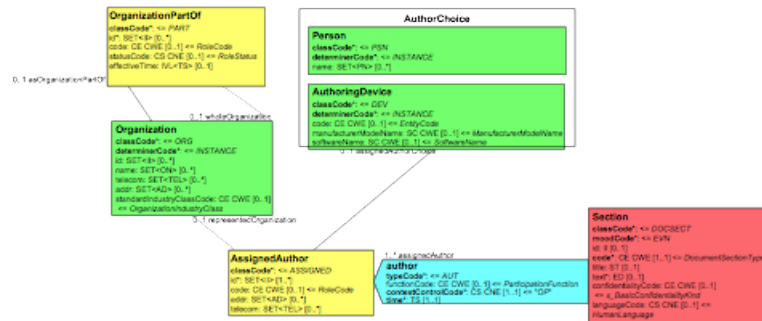 OrganizationPartOf
classCode*: <= PART
id*: SET<II> [0..*]
code: CE CWE [0..1] <= RoleCode
statusCode: CS CNE [0..1] <= RoleStatus
effectiveTime: IVL<TS> [0..1]
0..1 asOrganizationPartOf
0..1 wholeOrganization
Organization
classCode*: <= ORG
determinerCode*: <= INSTANCE
id: SET<II> [0..*]
name: SET<ON> [0..*]
telecom: SET<TEL> [0..*]
addr: SET<AD> [0..*]
standardIndustryClassCode: CE CWE [0..1]
<= OrganizationIndustryClass
0..1 representedOrganization
AuthorChoice
Person
classCode*: <= PSN
determinerCode*: <= INSTANCE
name: SET<PN> [0..*]
AuthoringDevice
classCode*: <= DEV
determinerCode*: <= INSTANCE
code: CE CWE [0..1] <= EntityCode
manufacturerModelName: SC CWE [0..1] <= ManufacturerModelName
softwareName: SC CWE [0..1] <= SoftwareName
0..1 assignedAuthorChoice
AssignedAuthor
classCode*: <= ASSIGNED
id*: SET<II> [1..*]
code: CE CWE [0..1] <= RoleCode
addr: SET<AD> [0..*]
telecom: SET<TEL> [0..*]
1..* assignedAuthor
author
typeCode*: <= AUT
functionCode: CE CWE [0..1] <= ParticipationFunction
contextControlCode*: CS CNE [1..1] <= "OP"
time*: TS [1..1]
Section
classCode*: <= DOCSECT
moodCode*: <= EVN
id: II [0..1]
code*: CE CWE [1..1] <= DocumentSectionType
title: ST [0..1]
text*: ED [0..1]
confidentialityCode: CE CWE [0..1]
<= x_BasicConfidentialityKind
languageCode: CS CNE [0..1] <=
HumanLanguage